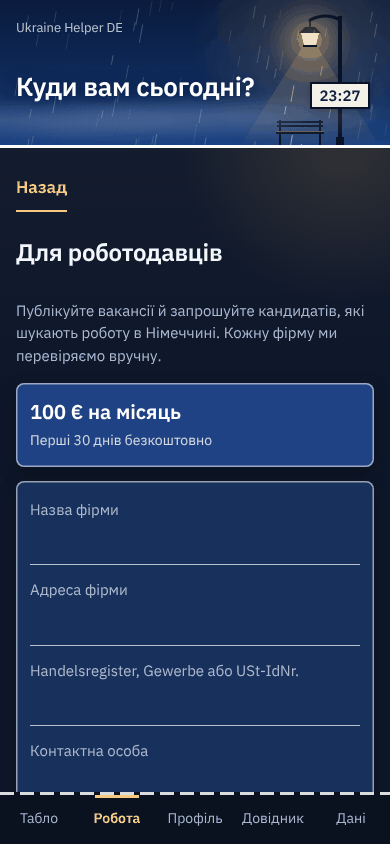 Ukraine Helper DE
Куди вам сьогодні?
23:27
Назад
Для роботодавців
Публікуйте вакансії й запрошуйте кандидатів, які
шукають роботу в Німеччині. Кожну фірму ми
перевіряємо вручну.
100 € на місяць
Перші 30 днів безкоштовно
Назва фірми
Адреса фірми
Handelsregister, Gewerbe або USt-IdNr.
Контактна особа
Табло Робота Профіль Довідник Дані